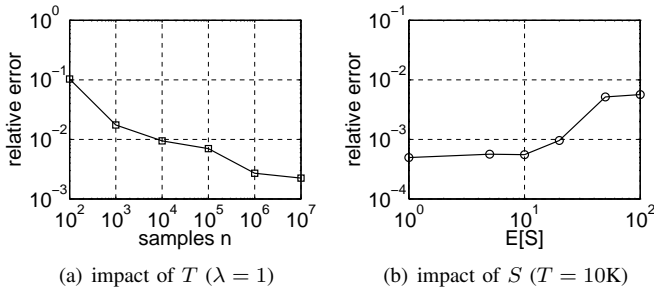 10^0
10^-1
10^-2
10^-3
relative error
10^2 10^3 10^4 10^5 10^6 10^7
samples n
(a) impact of T (λ = 1)
10^-1
10^-2
10^-3
10^-4
relative error
10^0 10^1 10^2
E[S]
(b) impact of S (T = 10K)